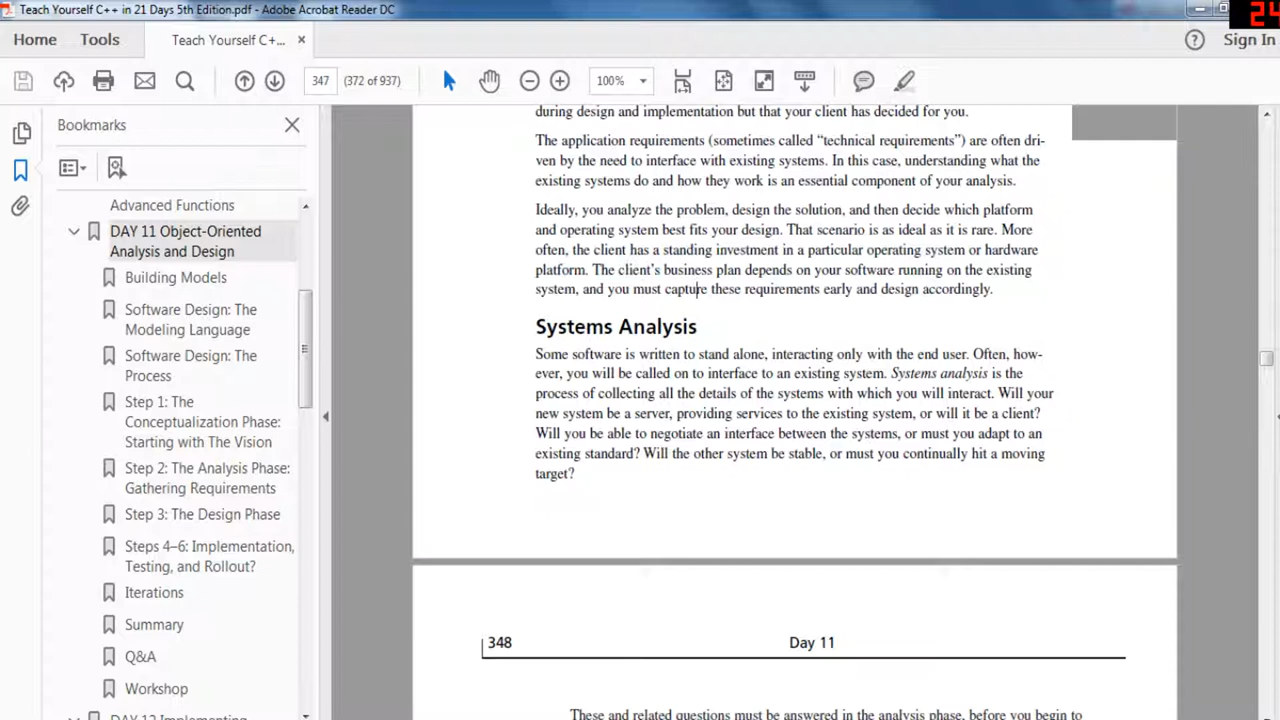 Teach Yourself C++ in 21 Days 5th Edition.pdf - Adobe Acrobat Reader DC
24
Home
Tools
Teach Yourself C+...
Sign In
347
(372 of 937)
100%
Bookmarks
Advanced Functions
DAY 11 Object-Oriented
Analysis and Design
Building Models
Software Design: The
Modeling Language
Software Design: The
Process
Step 1: The
Conceptualization Phase:
Starting with The Vision
Step 2: The Analysis Phase:
Gathering Requirements
Step 3: The Design Phase
Steps 4–6: Implementation,
Testing, and Rollout?
Iterations
Summary
Q&A
Workshop
DAY 12 Implementing
during design and implementation but that your client has decided for you.
The application requirements (sometimes called “technical requirements”) are often dri-
ven by the need to interface with existing systems. In this case, understanding what the
existing systems do and how they work is an essential component of your analysis.
Ideally, you analyze the problem, design the solution, and then decide which platform
and operating system best fits your design. That scenario is as ideal as it is rare. More
often, the client has a standing investment in a particular operating system or hardware
platform. The client’s business plan depends on your software running on the existing
system, and you must capture these requirements early and design accordingly.
Systems Analysis
Some software is written to stand alone, interacting only with the end user. Often, how-
ever, you will be called on to interface to an existing system. Systems analysis is the
process of collecting all the details of the systems with which you will interact. Will your
new system be a server, providing services to the existing system, or will it be a client?
Will you be able to negotiate an interface between the systems, or must you adapt to an
existing standard? Will the other system be stable, or must you continually hit a moving
target?
348
Day 11
These and related questions must be answered in the analysis phase, before you begin to